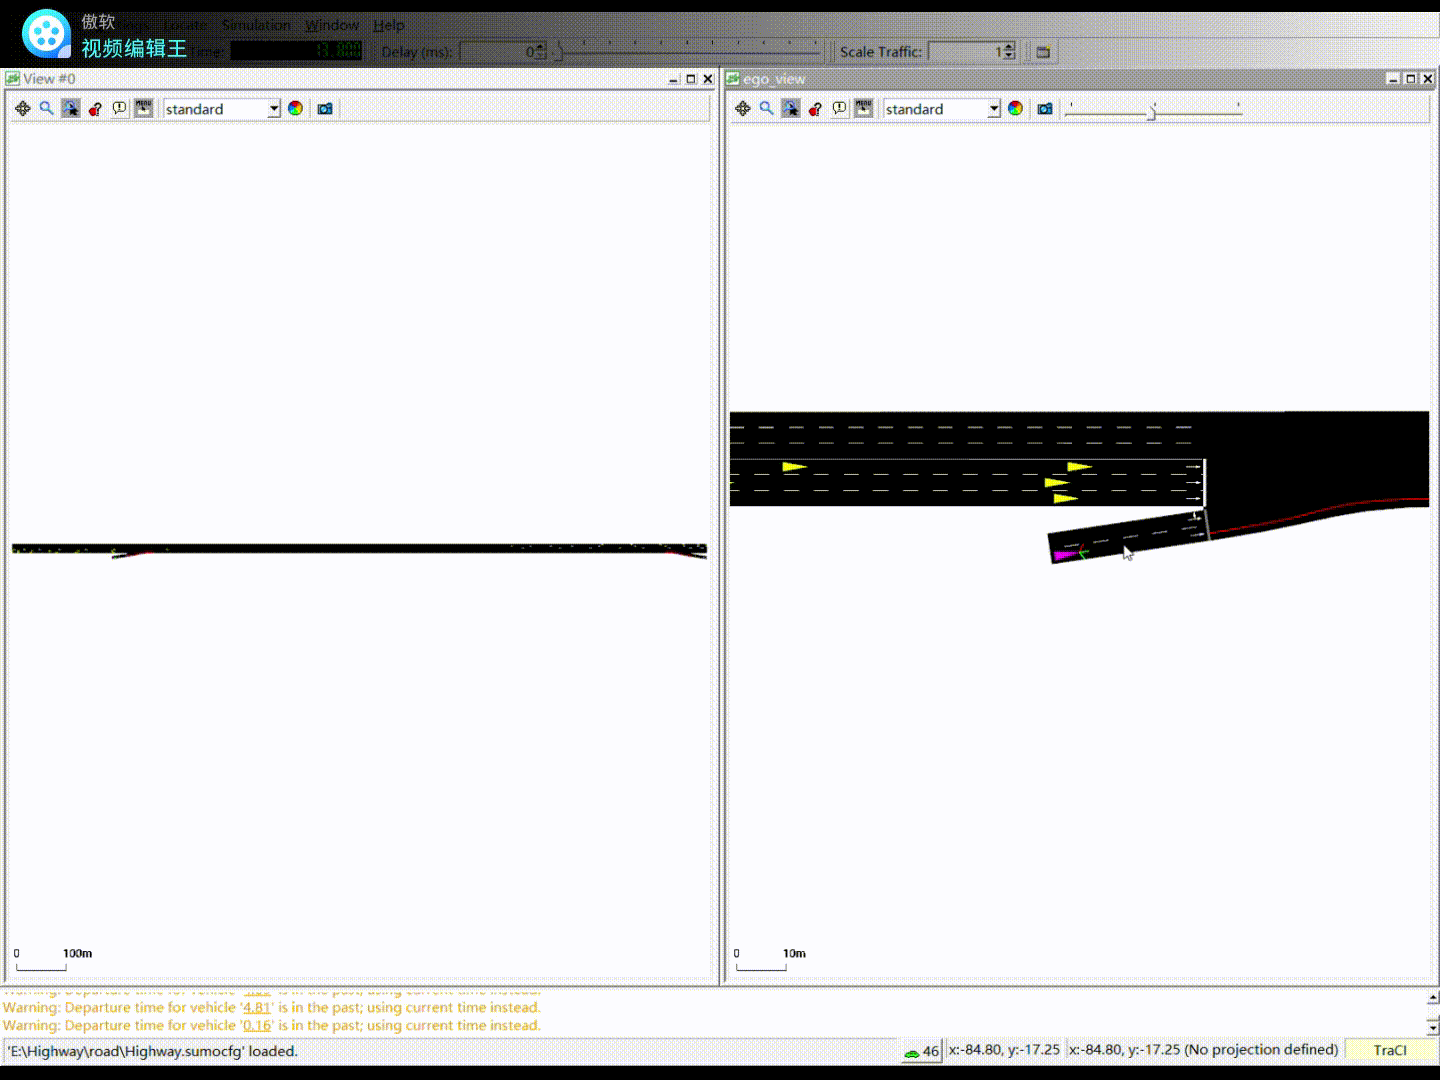 傲软
视频编辑王
Locate Simulation Window Help
Time: Delay (ms): 0 Scale Traffic: 1
View #0
ego_view
standard
standard
0 100m
0 10m
Warning: Departure time for vehicle '4.81' is in the past; using current time instead.
Warning: Departure time for vehicle '0.16' is in the past; using current time instead.
'E:\Highway\road\Highway.sumocfg' loaded.
46 x:-84.80, y:-17.25 x:-84.80, y:-17.25 (No projection defined) TraCI